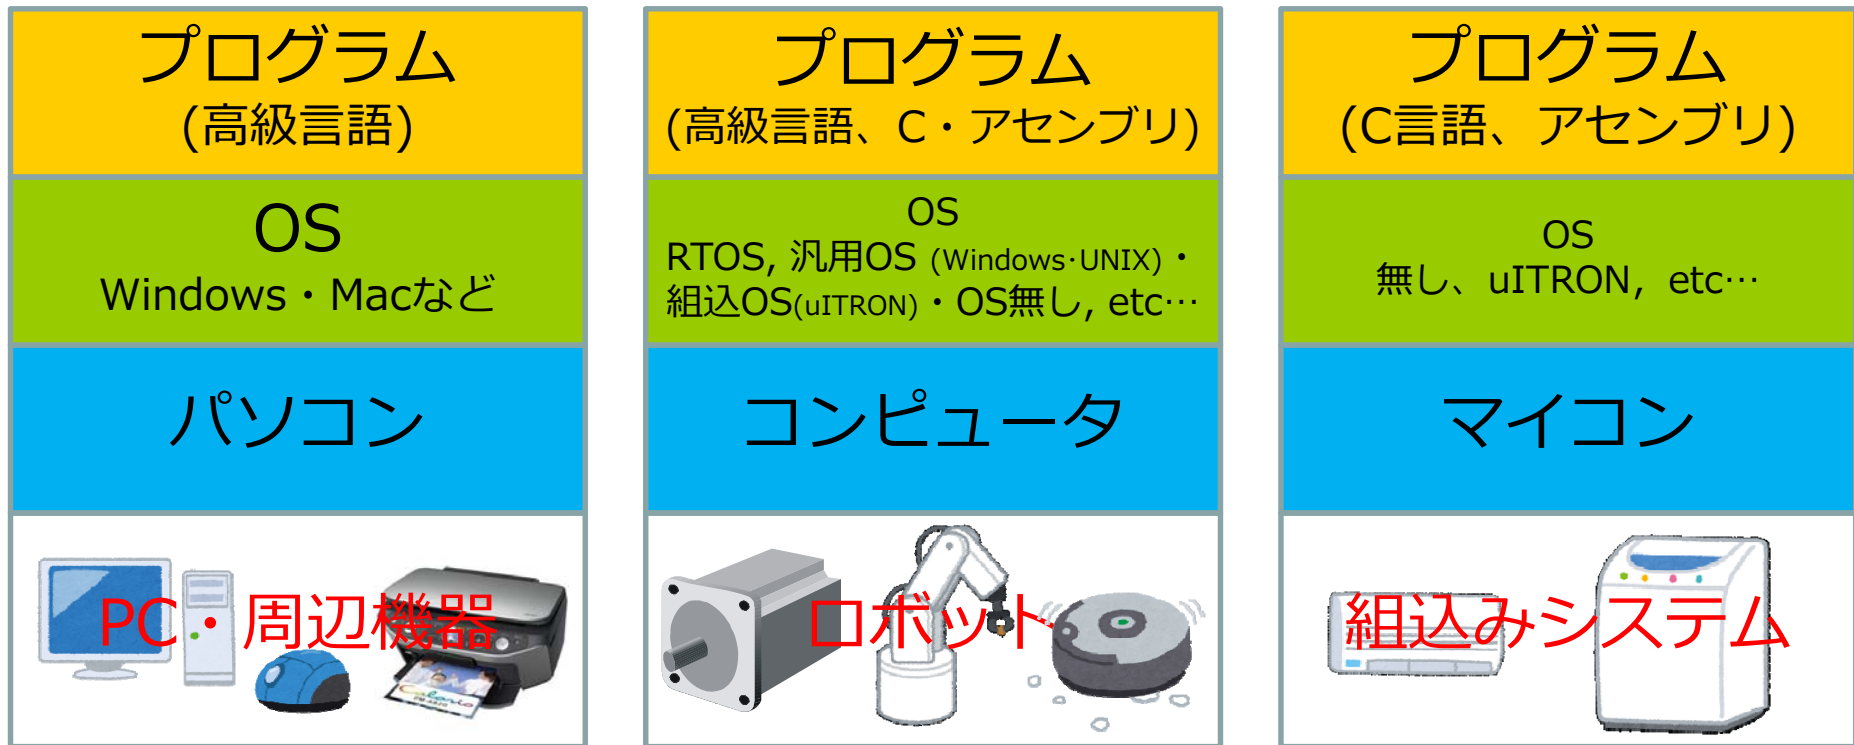 プログラム
(高級言語)
OS
Windows・Macなど
パソコン
PC・周辺機器
プログラム
(高級言語、C・アセンブリ)
OS
RTOS, 汎用OS (Windows･UNIX)・
組込OS(uITRON)・OS無し, etc…
コンピュータ
ロボット
プログラム
(C言語、アセンブリ)
OS
無し、uITRON, etc…
マイコン
組込みシステム